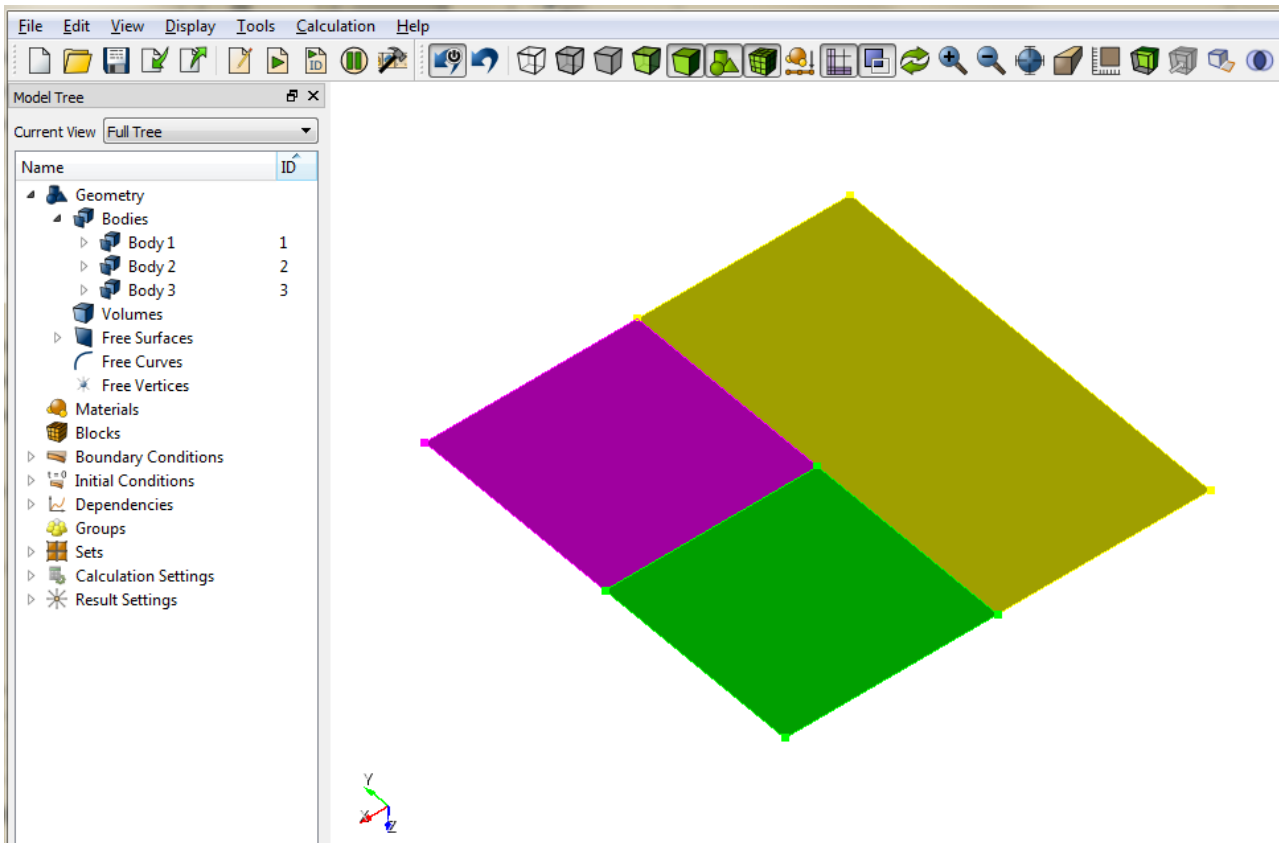 File Edit View Display Tools Calculation Help
ID
Model Tree
Current View Full Tree
Name ID
Geometry
Bodies
Body 1 1
Body 2 2
Body 3 3
Volumes
Free Surfaces
Free Curves
Free Vertices
Materials
Blocks
Boundary Conditions
t=0 Initial Conditions
Dependencies
Groups
Sets
Calculation Settings
Result Settings
Y
X
Z